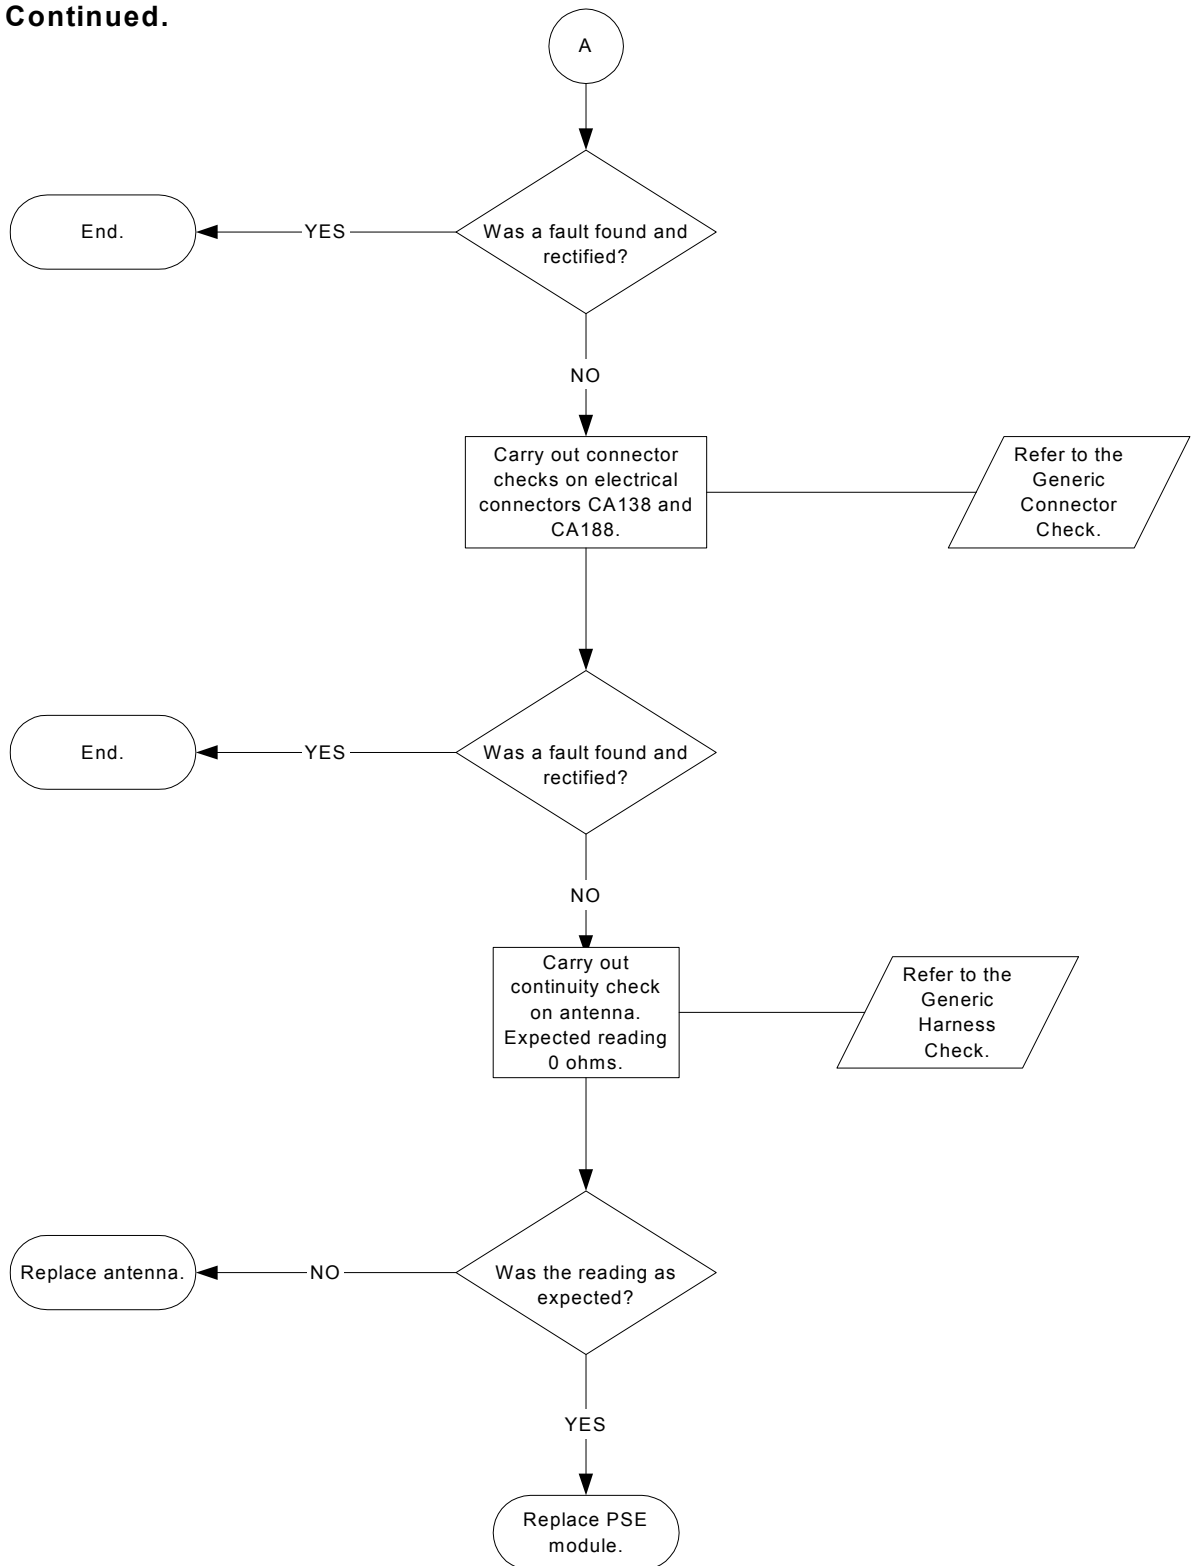 Continued.
A
Was a fault found and
rectified?
YES
End.
NO
Carry out connector
checks on electrical
connectors CA138 and
CA188.
Refer to the
Generic
Connector
Check.
Was a fault found and
rectified?
YES
End.
NO
Carry out
continuity check
on antenna.
Expected reading
0 ohms.
Refer to the
Generic
Harness
Check.
Was the reading as
expected?
NO
Replace antenna.
YES
Replace PSE
module.